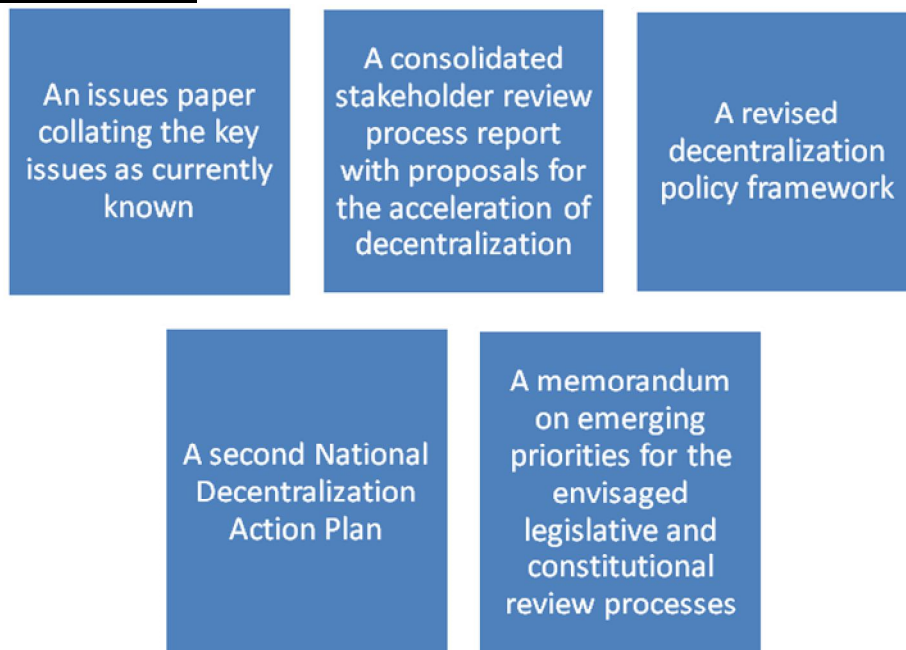 An issues paper
collating the key
issues as currently
known
A consolidated
stakeholder review
process report
with proposals for
the acceleration of
decentralization
A revised
decentralization
policy framework
A second National
Decentralization
Action Plan
A memorandum
on emerging
priorities for the
envisaged
legislative and
constitutional
review processes